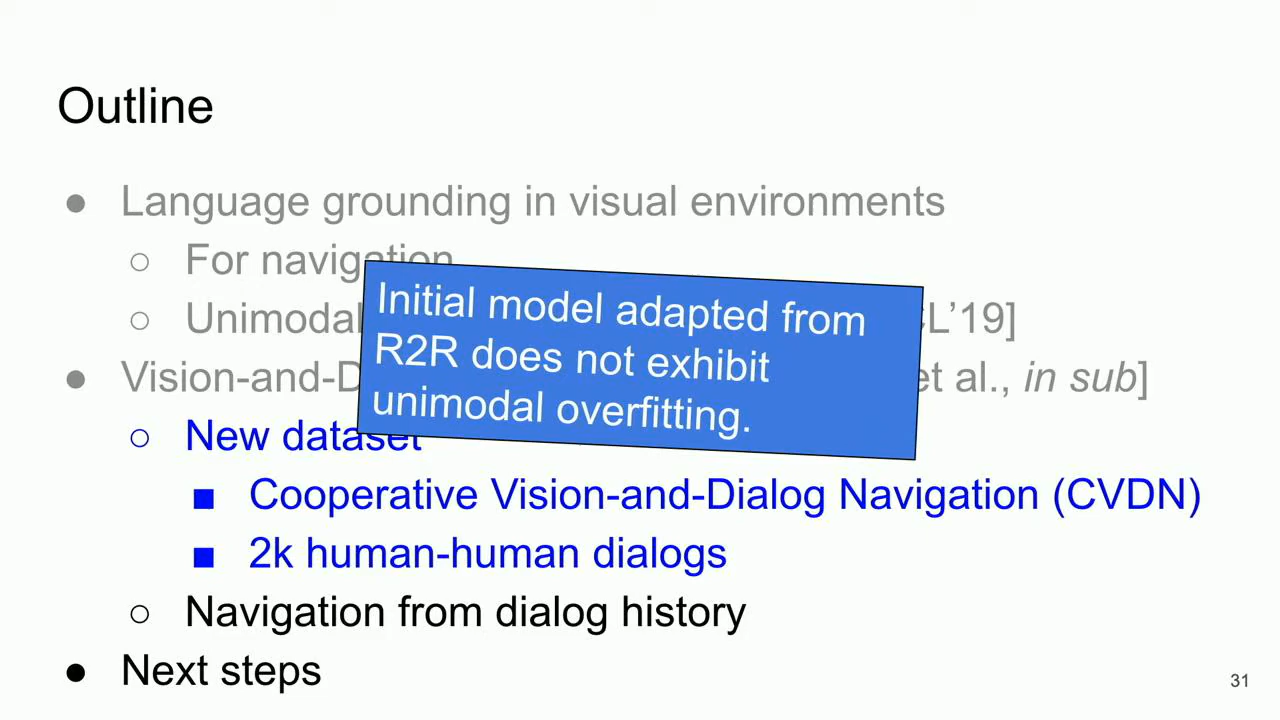 Outline
● Language grounding in visual environments
○ For navigation
○ Unimodal CL’19]
● Vision-and-D et al., in sub]
Initial model adapted from
R2R does not exhibit
unimodal overfitting.
○ New dataset
■ Cooperative Vision-and-Dialog Navigation (CVDN)
■ 2k human-human dialogs
○ Navigation from dialog history
● Next steps
31